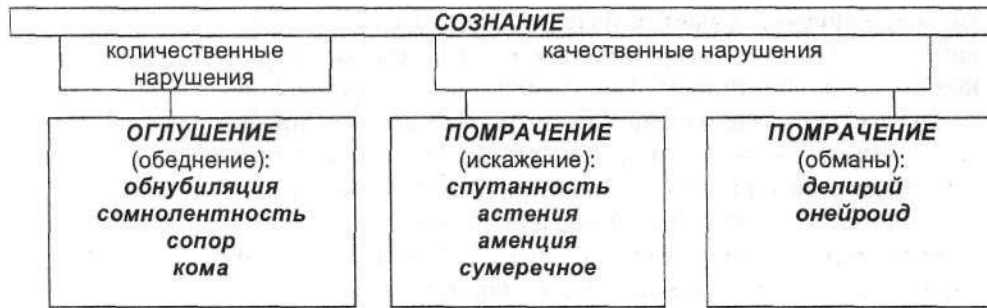 СОЗНАНИЕ
количественные
нарушения
качественные нарушения
ОГЛУШЕНИЕ
(обеднение):
обнубиляция
сомнолентность
сопор
кома
ПОМРАЧЕНИЕ
(искажение):
спутанность
астения
аменция
сумеречное
ПОМРАЧЕНИЕ
(обманы):
делирий
онейроид